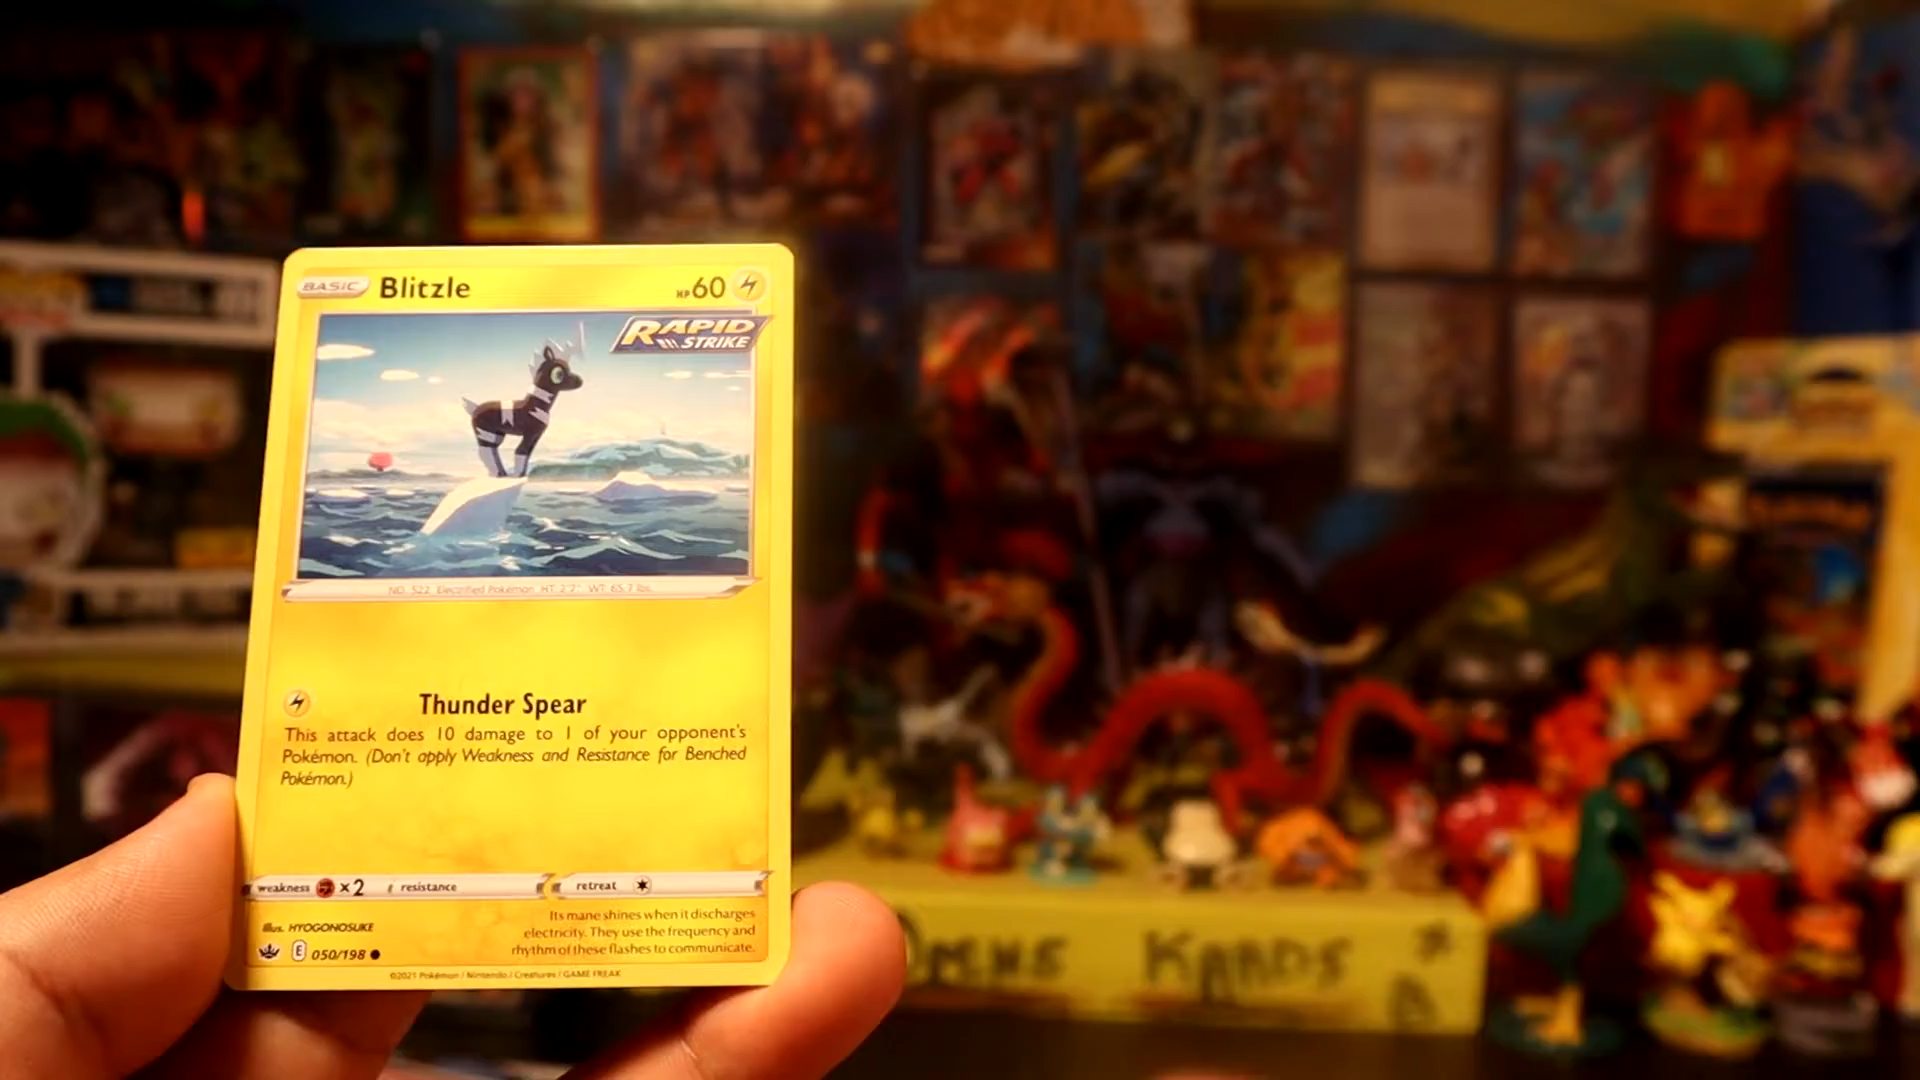 BASIC Blitzle HP60
RAPID
STRIKE
NO. 522 Electrified Pokémon HT: 2'7" WT: 65.7 lbs.
Thunder Spear
This attack does 10 damage to 1 of your opponent's
Pokémon. (Don't apply Weakness and Resistance for Benched
Pokémon.)
weakness ×2 resistance retreat
Its mane shines when it discharges
electricity. They use the frequency and
rhythm of these flashes to communicate.
Illus. HYOGONOSUKE
E 050/198
©2021 Pokémon / Nintendo / Creatures / GAME FREAK
KARDS